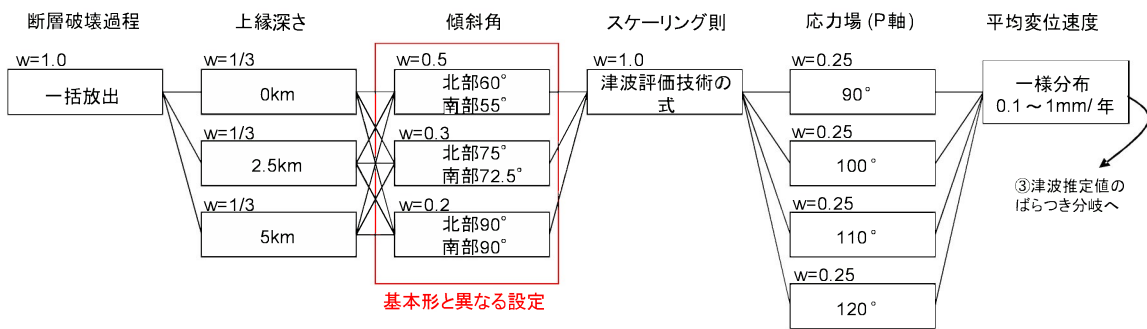 断層破壊過程
上縁深さ
傾斜角
スケーリング則
応力場(P軸)
平均変位速度
w=1.0
一括放出
w=1/3
0km
w=1/3
2.5km
w=1/3
5km
w=0.5
北部60°
南部55°
w=0.3
北部75°
南部72.5°
w=0.2
北部90°
南部90°
基本形と異なる設定
w=1.0
津波評価技術の
式
w=0.25
90°
w=0.25
100°
w=0.25
110°
w=0.25
120°
一様分布
0.1～1mm/年
③津波推定値の
ばらつき分岐へ